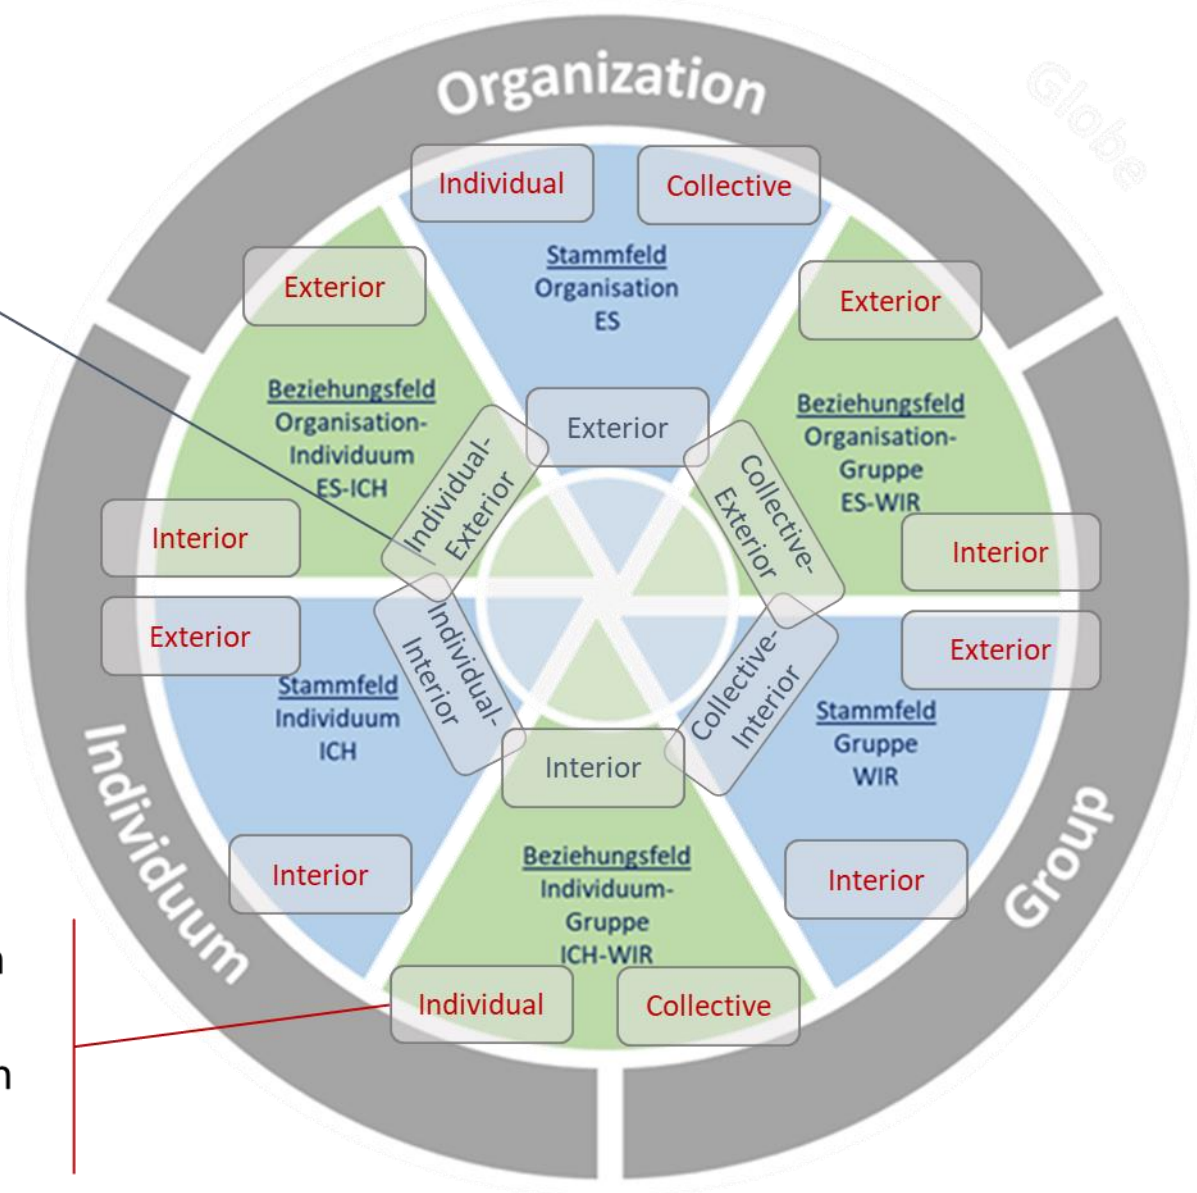 Organization
Globe
Individual
Collective
Stammfeld
Organisation
ES
Exterior
Exterior
Beziehungsfeld
Organisation-
Individuum
ES-ICH
Beziehungsfeld
Organisation-
Gruppe
ES-WIR
Exterior
Individual-
Exterior
Collective-
Exterior
Interior
Interior
Exterior
Exterior
Individual-
Interior
Collective-
Interior
Stammfeld
Individuum
ICH
Stammfeld
Gruppe
WIR
Interior
Individuum
Group
Interior
Interior
Beziehungsfeld
Individuum-
Gruppe
ICH-WIR
Individual
Collective